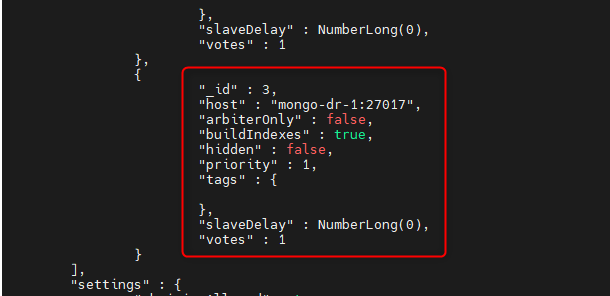 },
"slaveDelay" : NumberLong(0),
"votes" : 1
},
{
"_id" : 3,
"host" : "mongo-dr-1:27017",
"arbiterOnly" : false,
"buildIndexes" : true,
"hidden" : false,
"priority" : 1,
"tags" : {
},
"slaveDelay" : NumberLong(0),
"votes" : 1
}
],
"settings" : {